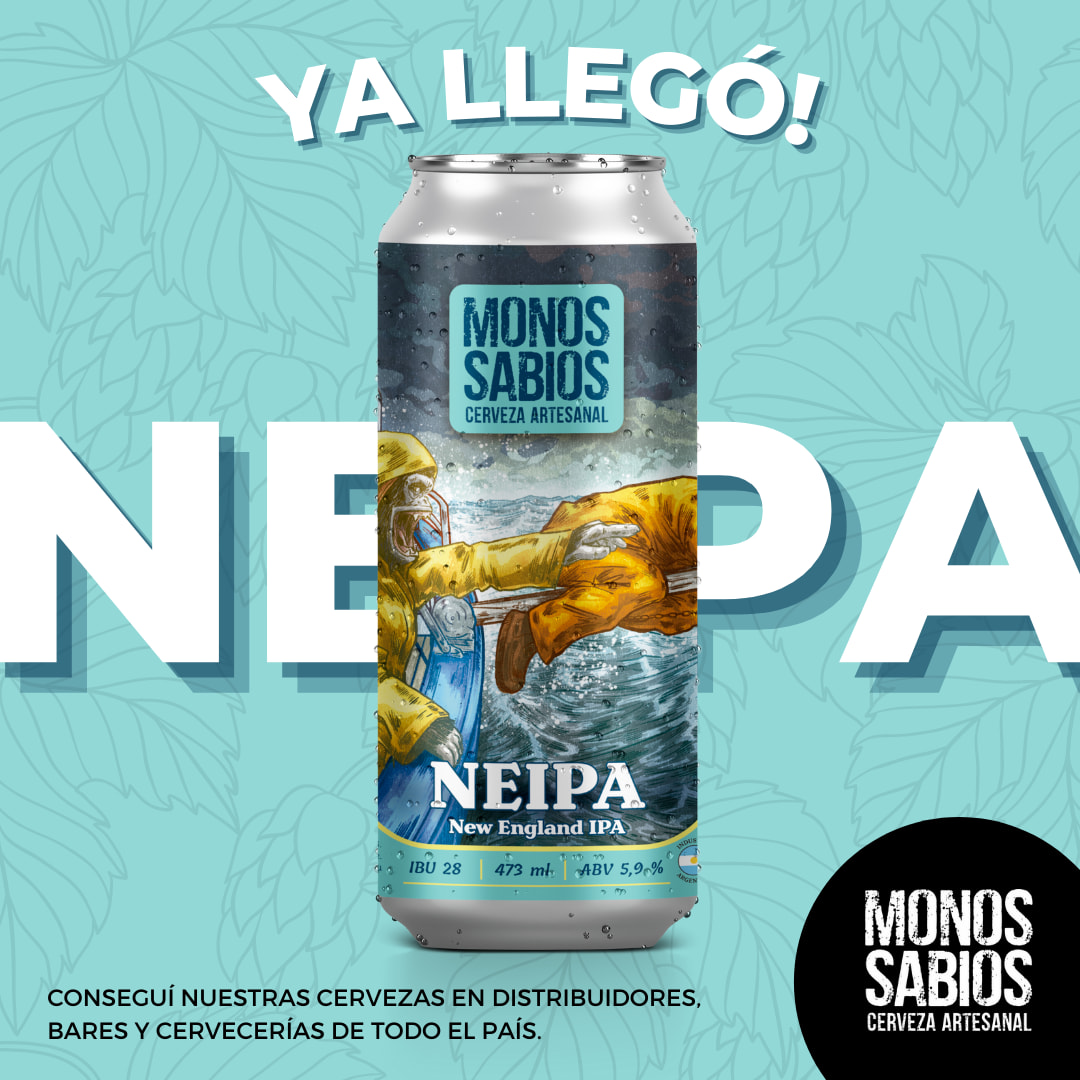 YA LLEGÓ!
MONOS
SABIOS
CERVEZA ARTESANAL
NEIPA
NEIPA
New England IPA
IBU 28 | 473 ml | ABV 5,9 %
CONSEGUÍ NUESTRAS CERVEZAS EN DISTRIBUIDORES,
BARES Y CERVECERÍAS DE TODO EL PAÍS.
MONOS
SABIOS
CERVEZA ARTESANAL